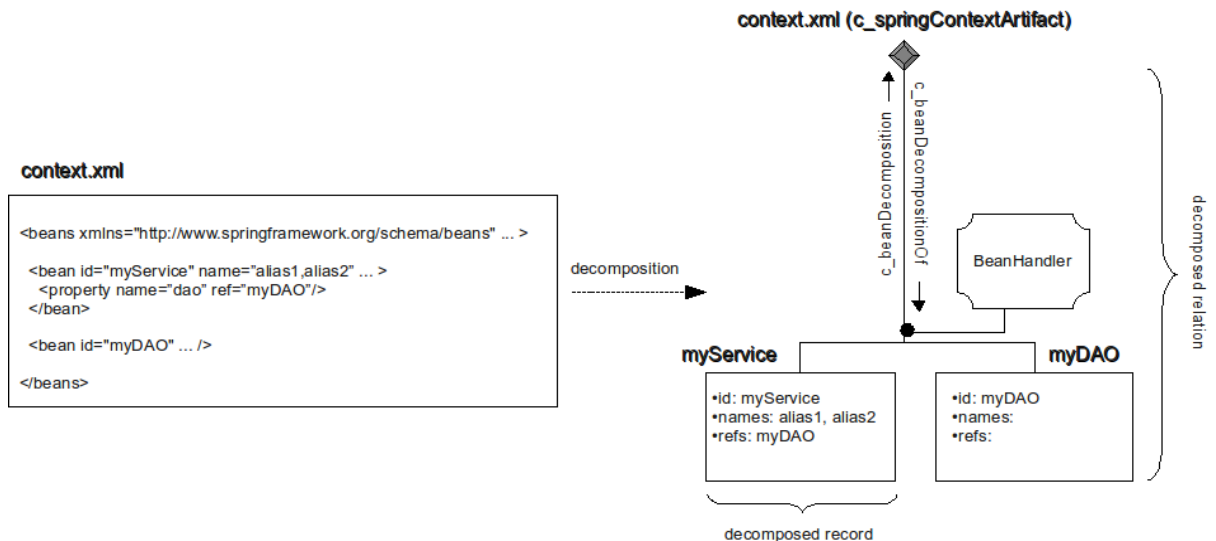 context.xml (c_springContextArtifact)
c_beanDecomposition
c_beanDecompositionOf
decomposed relation
context.xml
<beans xmlns="http://www.springframework.org/schema/beans" ... >
<bean id="myService" name="alias1,alias2" ... >
<property name="dao" ref="myDAO"/>
</bean>
<bean id="myDAO" ... />
</beans>
decomposition
BeanHandler
myService
•id: myService
•names: alias1, alias2
•refs: myDAO
myDAO
•id: myDAO
•names:
•refs:
decomposed record